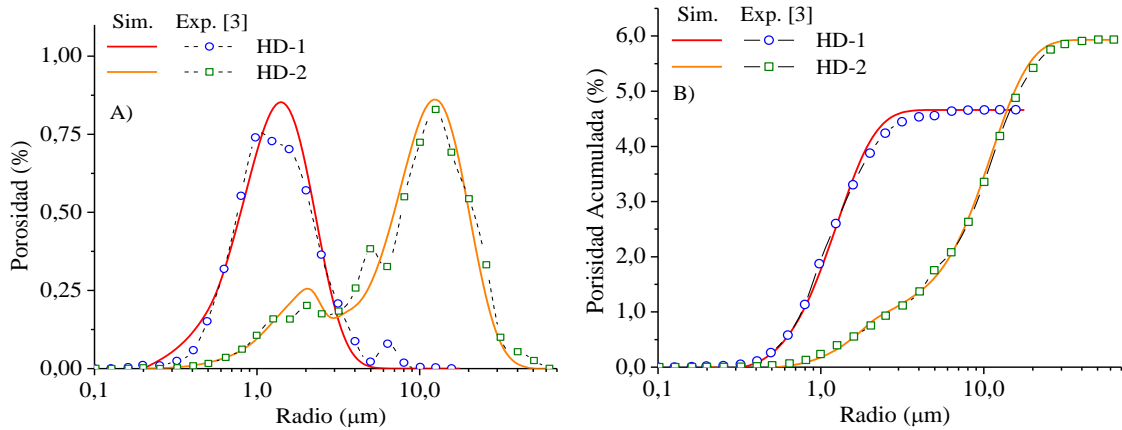 Sim. Exp. [3]
HD-1
HD-2
A)
1,00
0,75
0,50
0,25
0,00
Porosidad (%)
0,1 1,0 10,0
Radio (μm)
Sim. Exp. [3]
HD-1
HD-2
B)
6,0
5,0
4,0
3,0
2,0
1,0
0,0
Porisidad Acumulada (%)
0,1 1,0 10,0
Radio (μm)